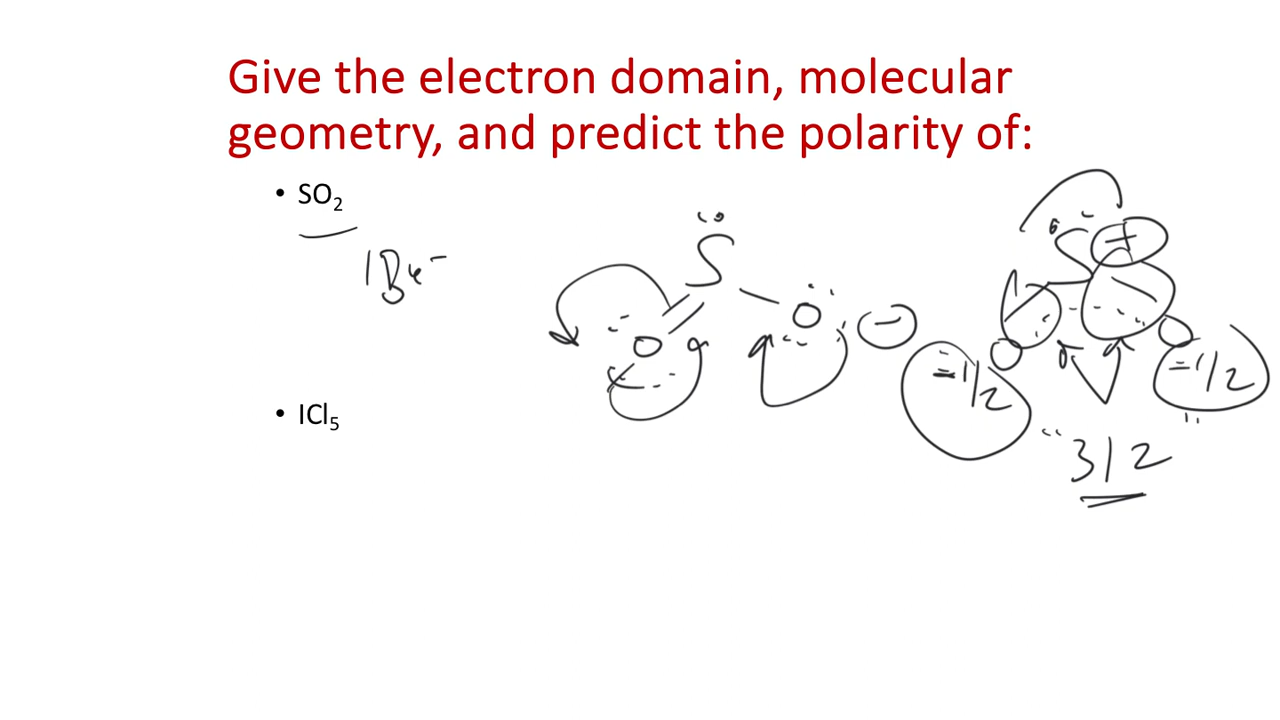 Give the electron domain, molecular
geometry, and predict the polarity of:
• SO₂
18e⁻
S
O
O
−
S
+
O
O
−1/2
−1/2
3/2
• ICl₅